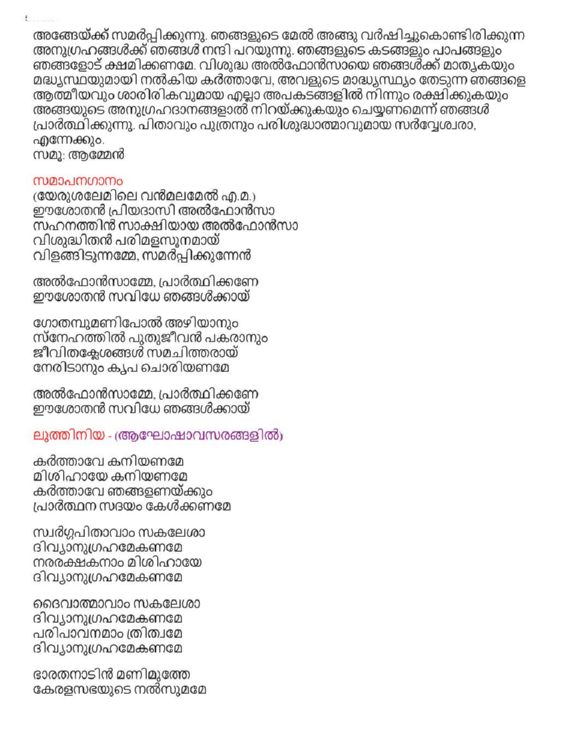 അങ്ങേയ്ക്ക് സമർപ്പിക്കുന്നു. ഞങ്ങളുടെ മേൽ അങ്ങു വർഷിച്ചുകൊണ്ടിരിക്കുന്ന
അനുഗ്രഹങ്ങൾക്ക് ഞങ്ങൾ നന്ദി പറയുന്നു. ഞങ്ങളുടെ കടങ്ങളും പാപങ്ങളും
ഞങ്ങളോട് ക്ഷമിക്കണമേ. വിശുദ്ധ അൽഫോൻസായെ ഞങ്ങൾക്ക് മാതൃകയും
മദ്ധ്യസ്ഥയുമായി നൽകിയ കർത്താവേ, അവളുടെ മാദ്ധ്യസ്ഥ്യം തേടുന്ന ഞങ്ങളെ
ആത്മീയവും ശാരിരികവുമായ എല്ലാ അപകടങ്ങളിൽ നിന്നും രക്ഷിക്കുകയും
അങ്ങയുടെ അനുഗ്രഹദാനങ്ങളാൽ നിറയ്ക്കുകയും ചെയ്യണമെന്ന് ഞങ്ങൾ
പ്രാർത്ഥിക്കുന്നു. പിതാവും പുത്രനും പരിശുദ്ധാത്മാവുമായ സർവ്വേശ്വരാ,
എന്നേക്കും.
സമൂ: ആമ്മേൻ
സമാപനഗാനം
(യേരുശലേമിലെ വൻമലമേൽ എ.മ.)
ഈശോതൻ പ്രിയദാസി അൽഫോൻസാ
സഹനത്തിൻ സാക്ഷിയായ അൽഫോൻസാ
വിശുദ്ധിതൻ പരിമളസൂനമായ്
വിളങ്ങിടുന്നമ്മേ, സമർപ്പിക്കുന്നേൻ
അൽഫോൻസാമ്മേ, പ്രാർത്ഥിക്കണേ
ഈശോതൻ സവിധേ ഞങ്ങൾക്കായ്
ഗോതമ്പുമണിപോൽ അഴിയാനും
സ്നേഹത്തിൽ പുതുജീവൻ പകരാനും
ജീവിതക്ലേശങ്ങൾ സമചിത്തരായ്
നേരിടാനും കൃപ ചൊരിയണമേ
അൽഫോൻസാമ്മേ, പ്രാർത്ഥിക്കണേ
ഈശോതൻ സവിധേ ഞങ്ങൾക്കായ്
ലുത്തിനിയ - (ആഘോഷാവസരങ്ങളിൽ)
കർത്താവേ കനിയണമേ
മിശിഹായേ കനിയണമേ
കർത്താവേ ഞങ്ങളണയ്ക്കും
പ്രാർത്ഥന സദയം കേൾക്കണമേ
സ്വർഗ്ഗപിതാവാം സകലേശാ
ദിവ്യാനുഗ്രഹമേകണമേ
നരരക്ഷകനാം മിശിഹായേ
ദിവ്യാനുഗ്രഹമേകണമേ
ദൈവാത്മാവാം സകലേശാ
ദിവ്യാനുഗ്രഹമേകണമേ
പരിപാവനമാം ത്രിത്വമേ
ദിവ്യാനുഗ്രഹമേകണമേ
ഭാരതനാടിൻ മണിമുത്തേ
കേരളസഭയുടെ നൽസുമമേ